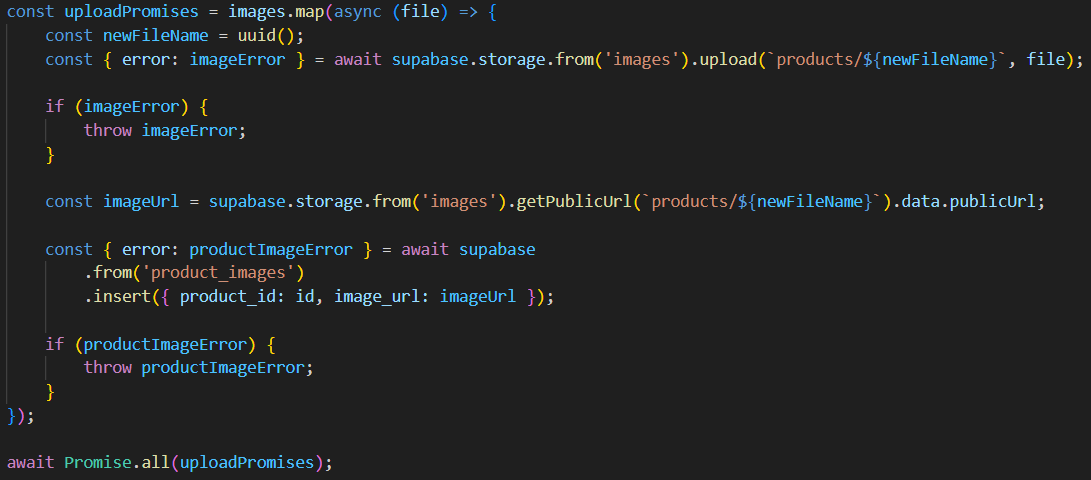 const uploadPromises = images.map(async (file) => {
    const newFileName = uuid();
    const { error: imageError } = await supabase.storage.from('images').upload(`products/${newFileName}`, file);

    if (imageError) {
        throw imageError;
    }

    const imageUrl = supabase.storage.from('images').getPublicUrl(`products/${newFileName}`).data.publicUrl;

    const { error: productImageError } = await supabase
        .from('product_images')
        .insert({ product_id: id, image_url: imageUrl });

    if (productImageError) {
        throw productImageError;
    }
});

await Promise.all(uploadPromises);